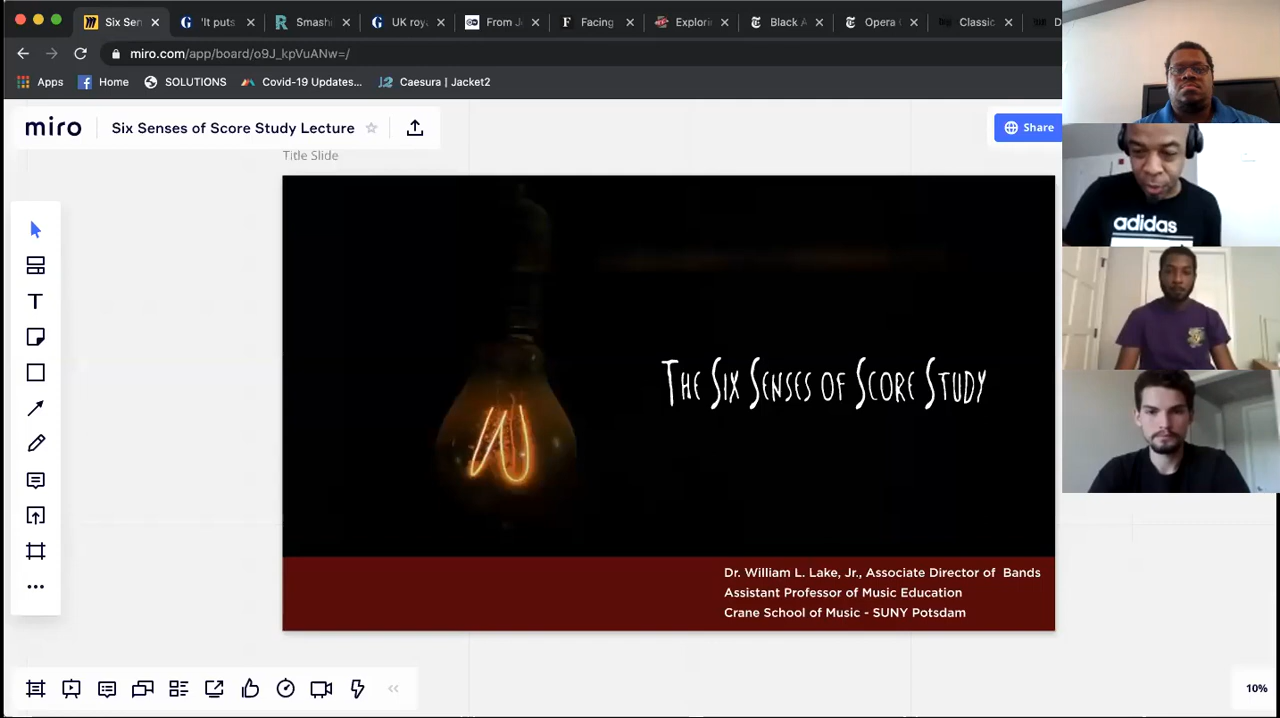 Six Sen
'It puts
Smashi
UK roy
From J
Facing
Explori
Black A
Opera
Classic
miro.com/app/board/o9J_kpVuANw=/
Apps
Home
SOLUTIONS
Covid-19 Updates...
Caesura | Jacket2
miro
Six Senses of Score Study Lecture
Share
Title Slide
adidas
The Six Senses of Score Study
Dr. William L. Lake, Jr., Associate Director of Bands
Assistant Professor of Music Education
Crane School of Music - SUNY Potsdam
10%